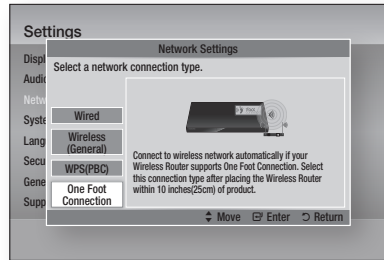 Settings
Network Settings
Displ
Select a network connection type.
Audio
Netw
Syste
Wired
Lang
Wireless
(General)
Secu
WPS(PBC)
Gene
One Foot
Connection
Supp
Connect to wireless network automatically if your
Wireless Router supports One Foot Connection. Select
this connection type after placing the Wireless Router
within 10 inches(25cm) of product.
Move Enter Return